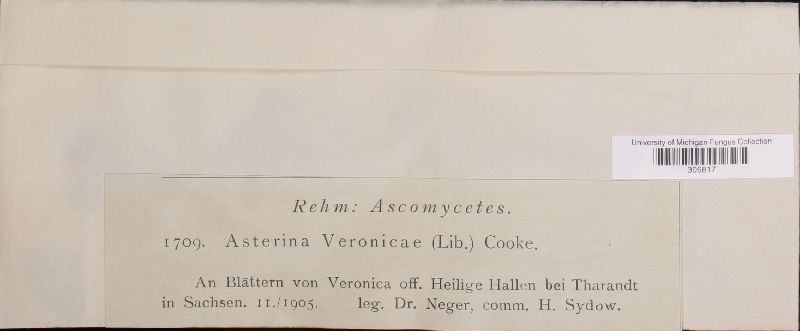 University of Michigan Fungus Collection
306817
Rehm: Ascomycetes.
1709. Asterina Veronicae (Lib.) Cooke.
An Blättern von Veronica off. Heilige Hallen bei Tharandt
in Sachsen. 11./1905. leg. Dr. Neger, comm. H. Sydow.